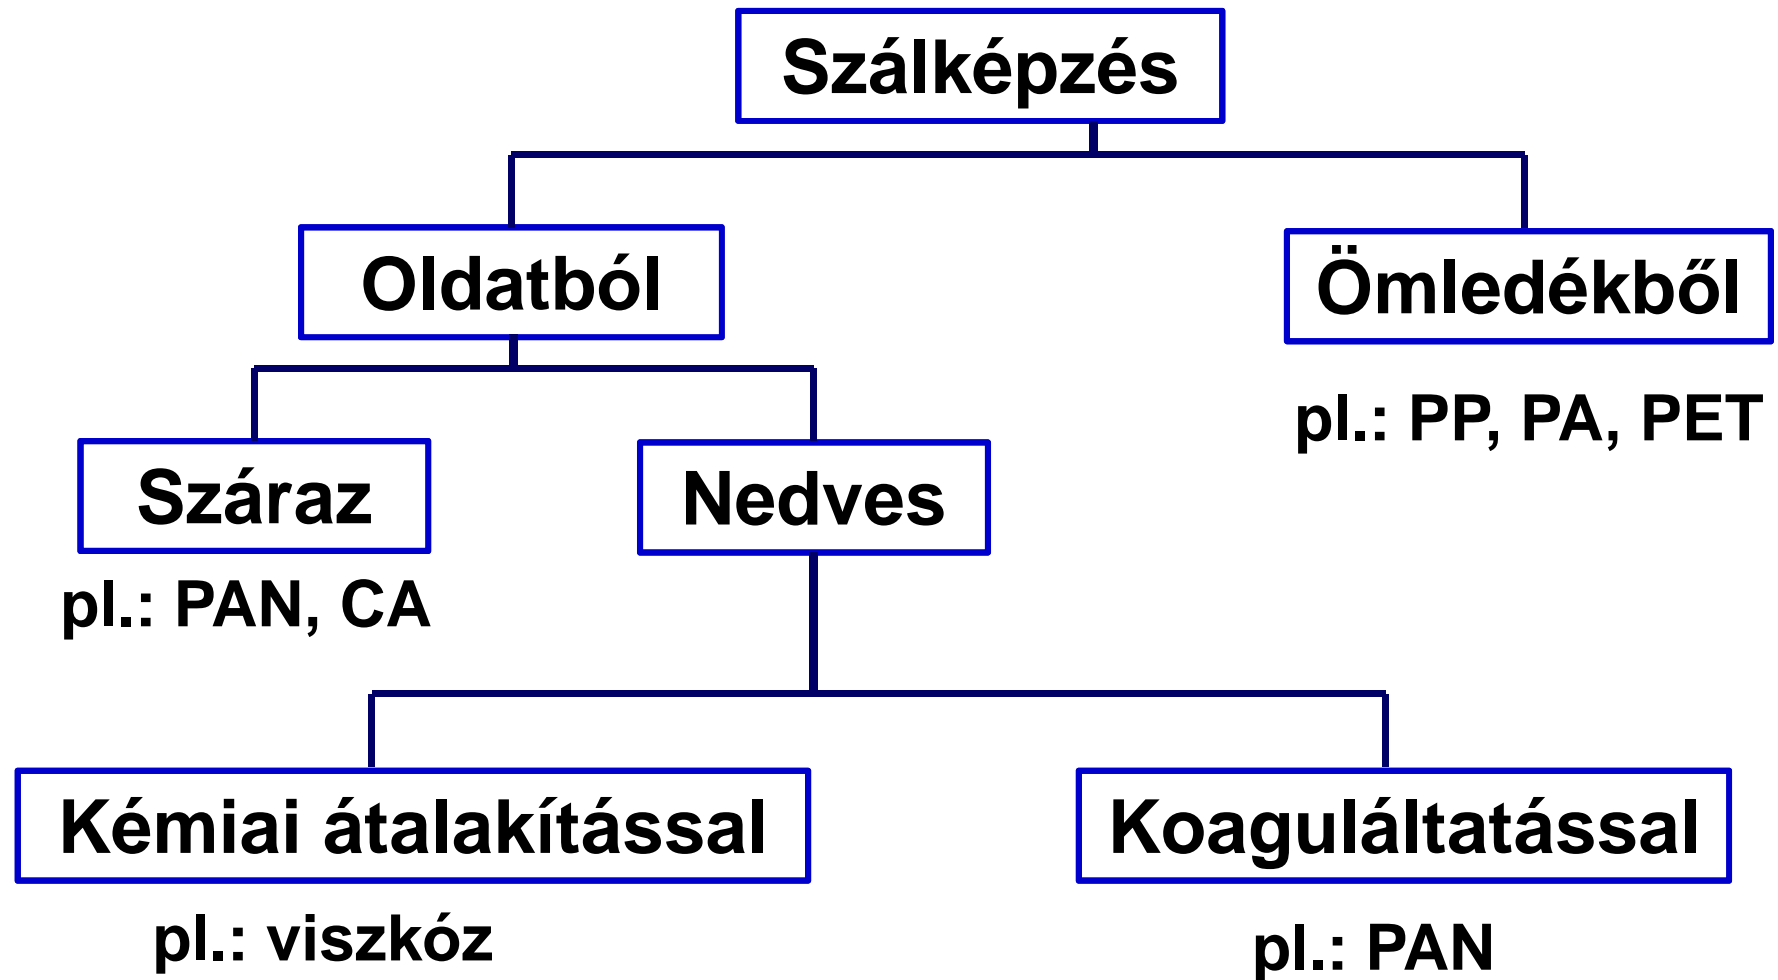 Szálképzés
Oldatból
Ömledékből
pl.: PP, PA, PET
Száraz
Nedves
pl.: PAN, CA
Kémiai átalakítással
Koaguláltatással
pl.: viszkóz
pl.: PAN